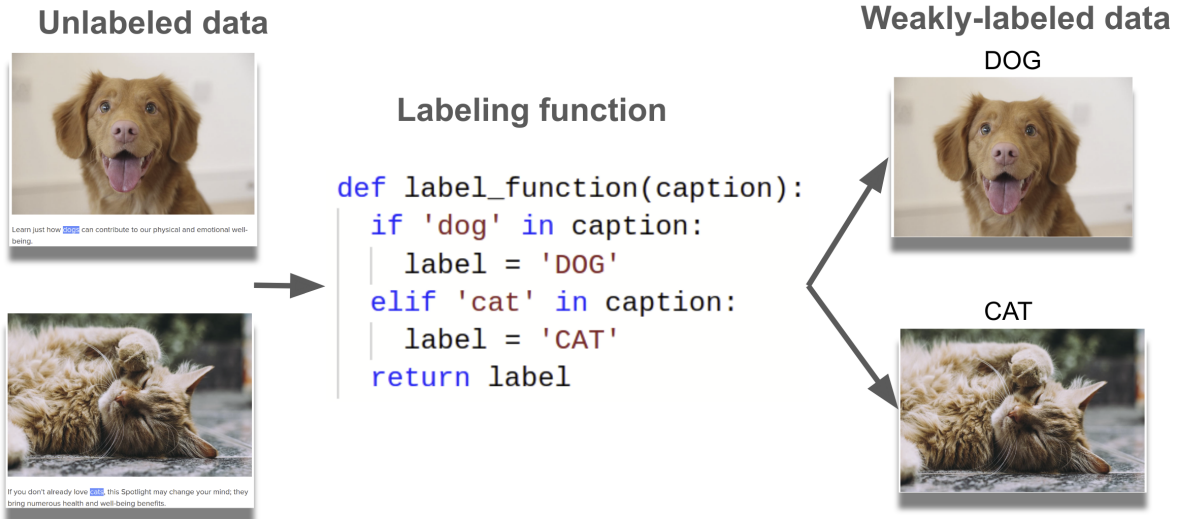 Unlabeled data
Learn just how dogs can contribute to our physical and emotional well-
being.
If you don't already love cats, this Spotlight may change your mind; they
bring numerous health and well-being benefits.
Labeling function
def label_function(caption):
if 'dog' in caption:
label = 'DOG'
elif 'cat' in caption:
label = 'CAT'
return label
Weakly-labeled data
DOG
CAT